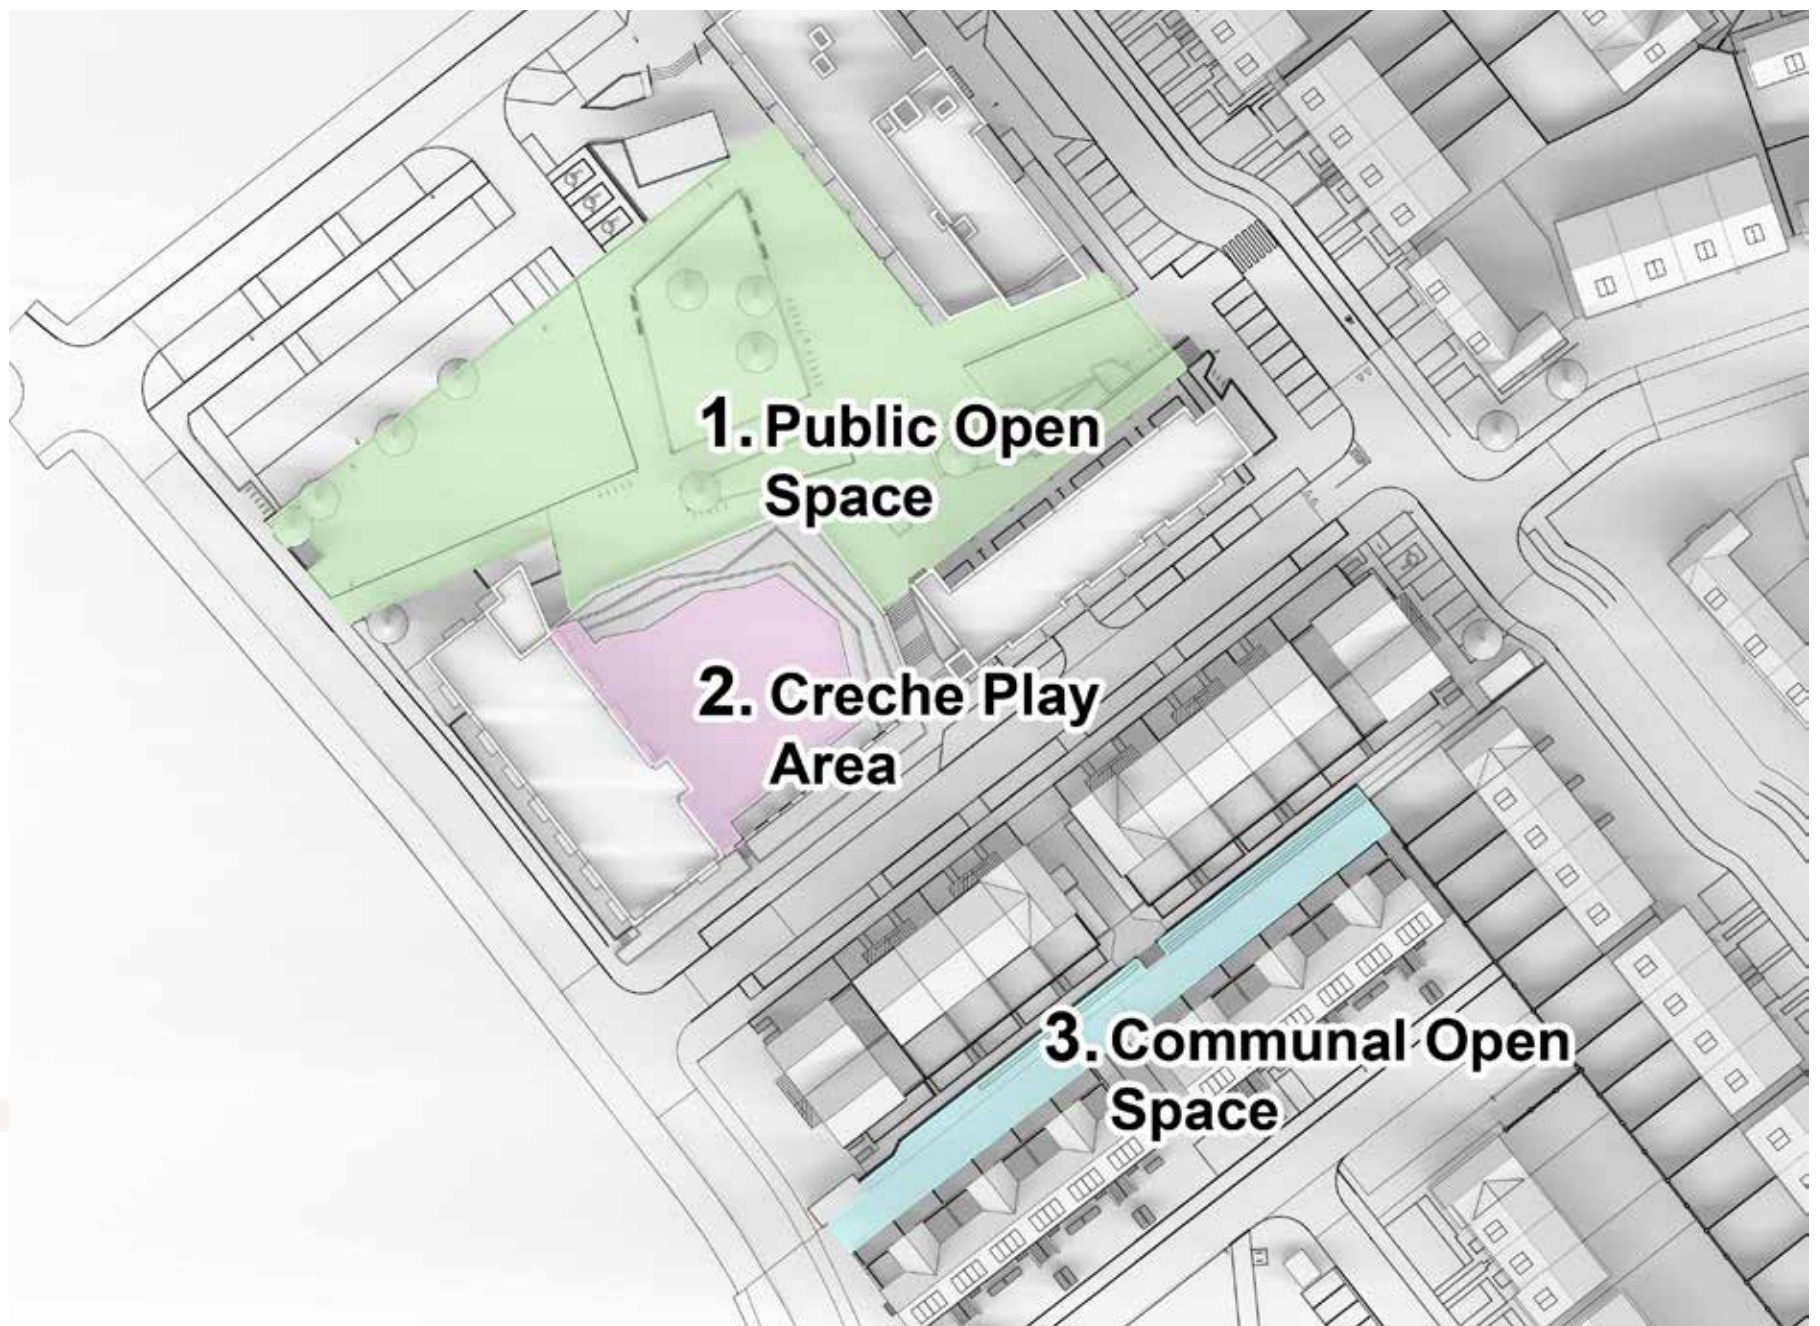 1. Public Open
Space
2. Creche Play
Area
3. Communal Open
Space